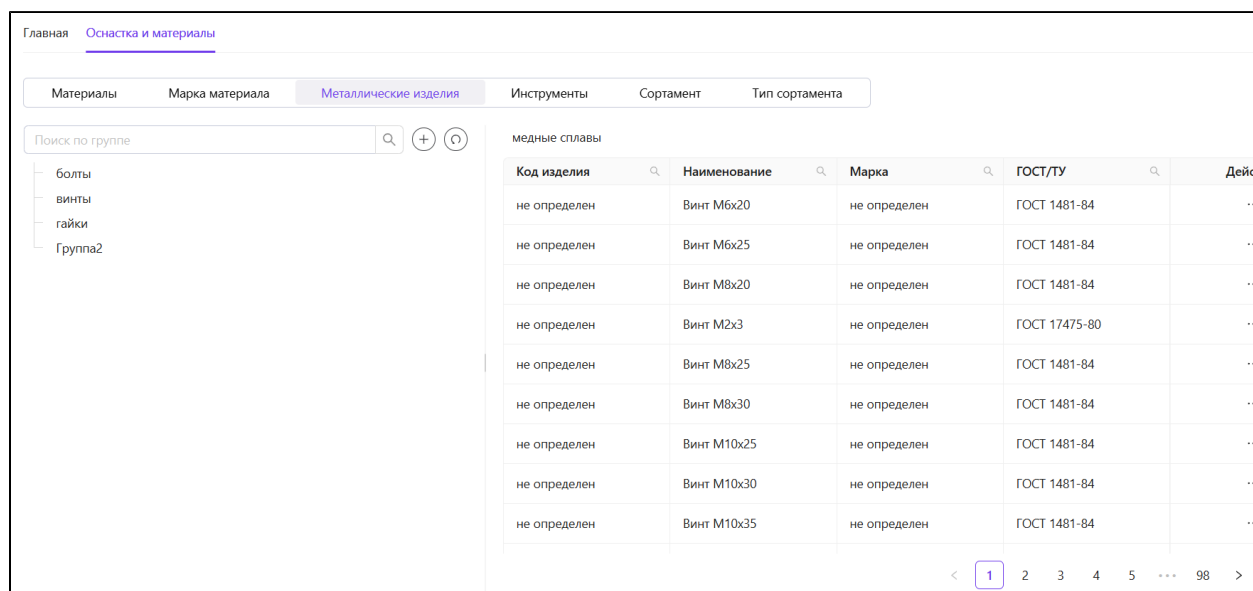 Главная Оснастка и материалы
Материалы Марка материала Металлические изделия Инструменты Сортамент Тип сортамента
Поиск по группе
болты
винты
гайки
Группа2
медные сплавы
Код изделия Наименование Марка ГОСТ/ТУ Дейс
не определен Винт М6х20 не определен ГОСТ 1481-84
не определен Винт М6х25 не определен ГОСТ 1481-84
не определен Винт М8х20 не определен ГОСТ 1481-84
не определен Винт М2х3 не определен ГОСТ 17475-80
не определен Винт М8х25 не определен ГОСТ 1481-84
не определен Винт М8х30 не определен ГОСТ 1481-84
не определен Винт М10х25 не определен ГОСТ 1481-84
не определен Винт М10х30 не определен ГОСТ 1481-84
не определен Винт М10х35 не определен ГОСТ 1481-84
< 1 2 3 4 5 ••• 98 >